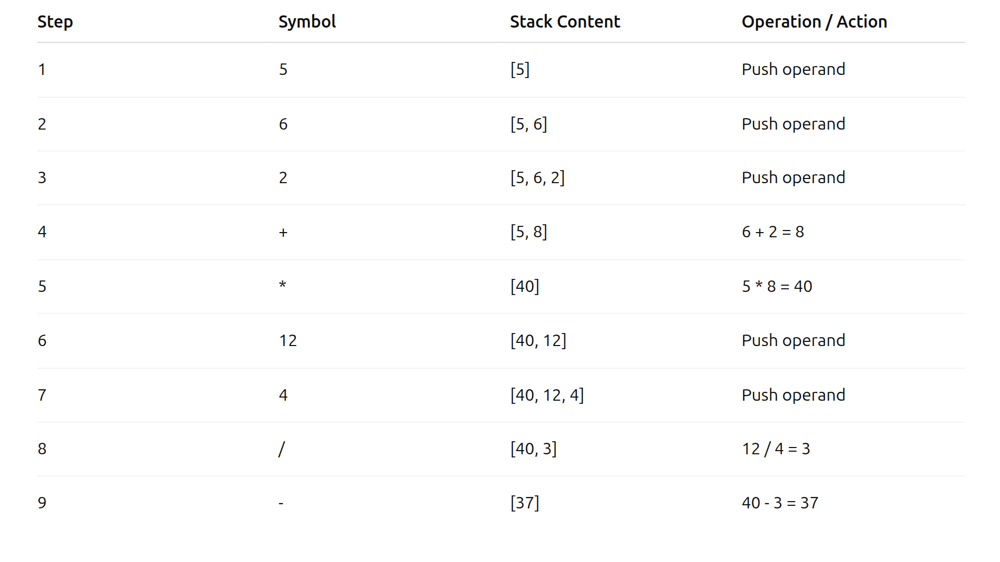 Step Symbol Stack Content Operation / Action
1 5 [5] Push operand
2 6 [5, 6] Push operand
3 2 [5, 6, 2] Push operand
4 + [5, 8] 6 + 2 = 8
5 * [40] 5 * 8 = 40
6 12 [40, 12] Push operand
7 4 [40, 12, 4] Push operand
8 / [40, 3] 12 / 4 = 3
9 - [37] 40 - 3 = 37